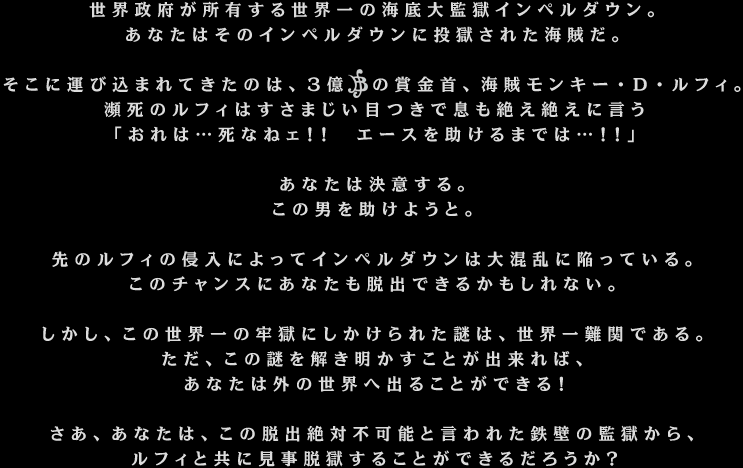 世界政府が所有する世界一の海底大監獄インペルダウン。
あなたはそのインペルダウンに投獄された海賊だ。
そこに運び込まれてきたのは、3億฿の賞金首、海賊モンキー・D・ルフィ。
瀕死のルフィはすさまじい目つきで息も絶え絶えに言う
「おれは…死なねェ!!　エースを助けるまでは…!!」
あなたは決意する。
この男を助けようと。
先のルフィの侵入によってインペルダウンは大混乱に陥っている。
このチャンスにあなたも脱出できるかもしれない。
しかし、この世界一の牢獄にしかけられた謎は、世界一難関である。
ただ、この謎を解き明かすことが出来れば、
あなたは外の世界へ出ることができる!
さあ、あなたは、この脱出絶対不可能と言われた鉄壁の監獄から、
ルフィと共に見事脱獄することができるだろうか?